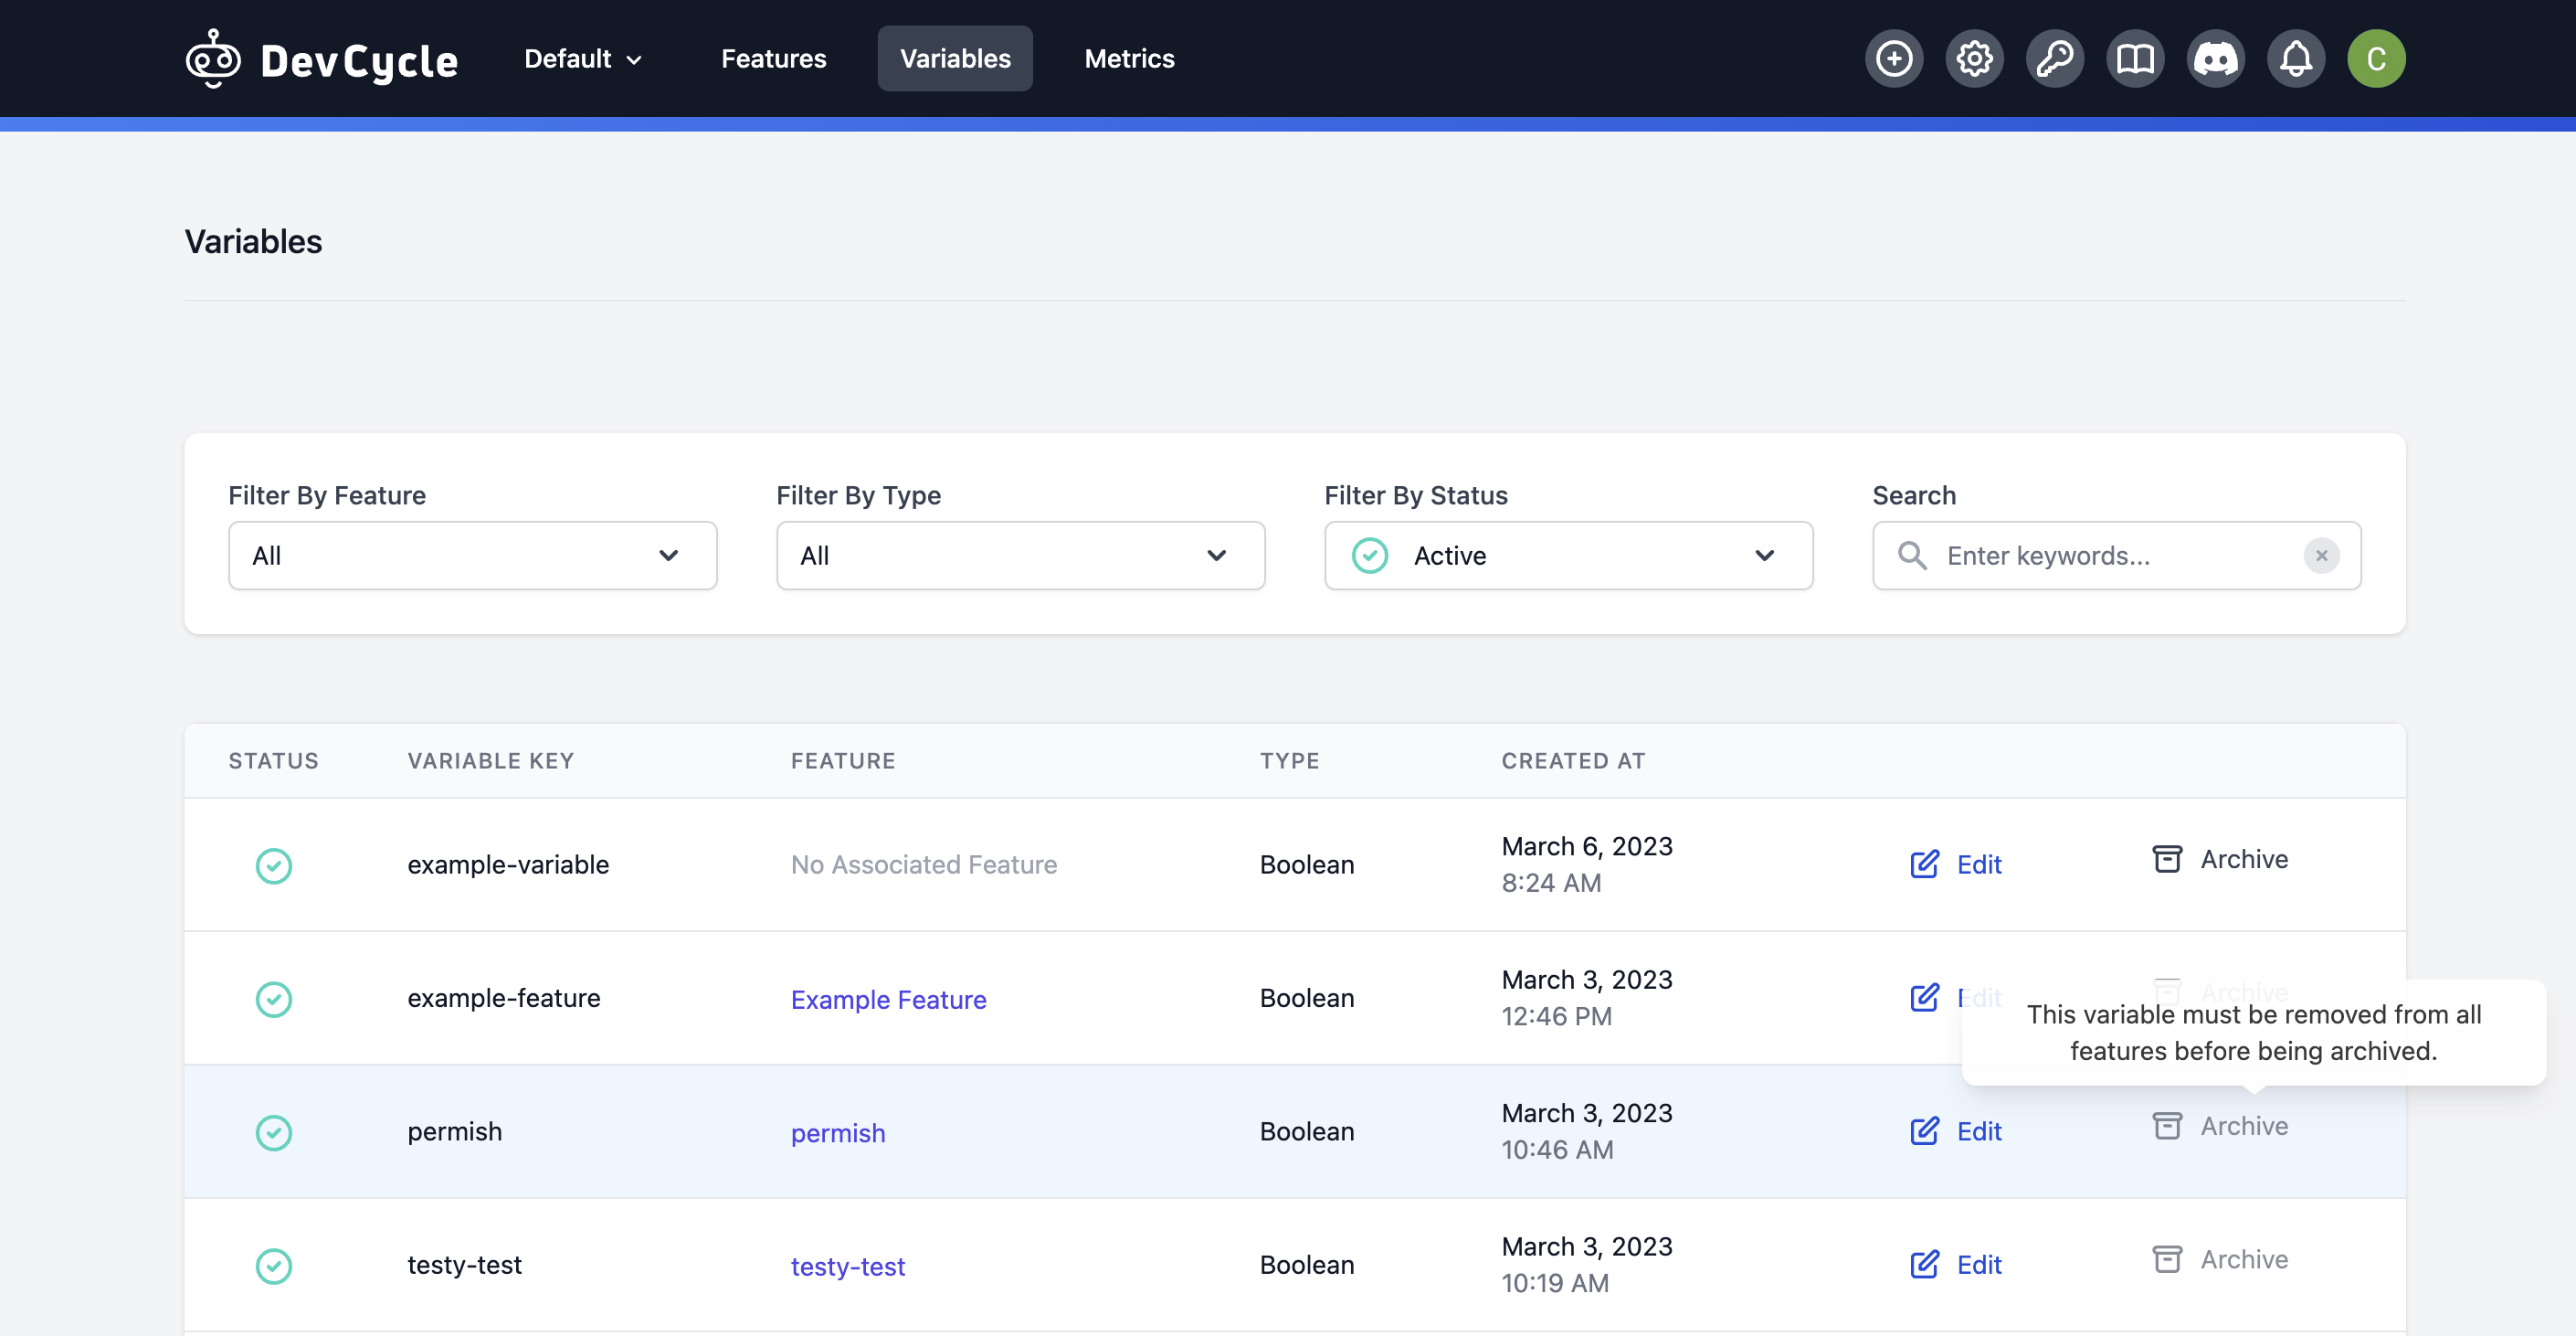 DevCycle Default Features Variables Metrics C
Variables
Filter By Feature Filter By Type Filter By Status Search
All All Active Enter keywords...
STATUS VARIABLE KEY FEATURE TYPE CREATED AT
example-variable No Associated Feature Boolean March 6, 2023 Edit Archive
8:24 AM
example-feature Example Feature Boolean March 3, 2023 Edit Archive
12:46 PM
This variable must be removed from all
features before being archived.
permish permish Boolean March 3, 2023 Edit Archive
10:46 AM
testy-test testy-test Boolean March 3, 2023 Edit Archive
10:19 AM